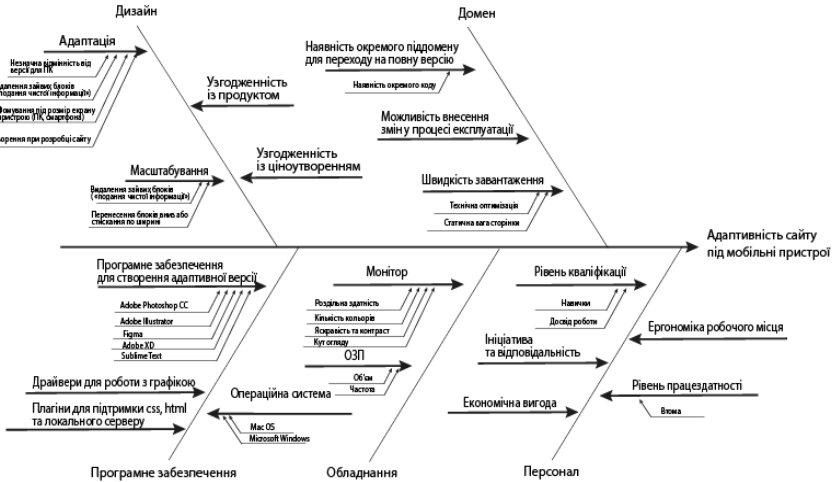 Дизайн
Домен
Адаптація
Незначна відмінність від
версії для ПК
далення зайвих блоків
подання чистої інформації»)
рмування під розмір екрану
пристрою (ПК, смартфона)
ворення при розробці сайту
Узгодженність
із продуктом
Узгодженність
із ціноутворенням
Масштабування
Видалення зайвих блоків
(«подання чистої інформації»)
Перенесення блоків вниз або
стискання по ширині
Наявність окремого піддомену
для переходу на повну версію
Наявність окремого коду
Можливість внесення
змін у процесі експлуатації
Швидкість завантаження
Технічна оптимізація
Статична вага сторінки
Адаптивність сайту
під мобільні пристрої
Програмне забезпечення
для створення адаптивної версії
Adobe Photoshop CC
Adobe Illustrator
Figma
Adobe XD
Sublime Text
Драйвери для роботи з графікою
Плагіни для підтримки css, html
та локального серверу
Операційна система
Mac OS
Microsoft Windows
Монітор
Роздільна здатність
Кількість кольорів
Яскравість та контраст
Кут огляду
ОЗП
Об'єм
Частота
Рівень кваліфікації
Навички
Досвід роботи
Ініціатива
та відповідальність
Економічна вигода
Ергономіка робочого місця
Рівень працездатності
Втома
Програмне забезпечення
Обладнання
Персонал